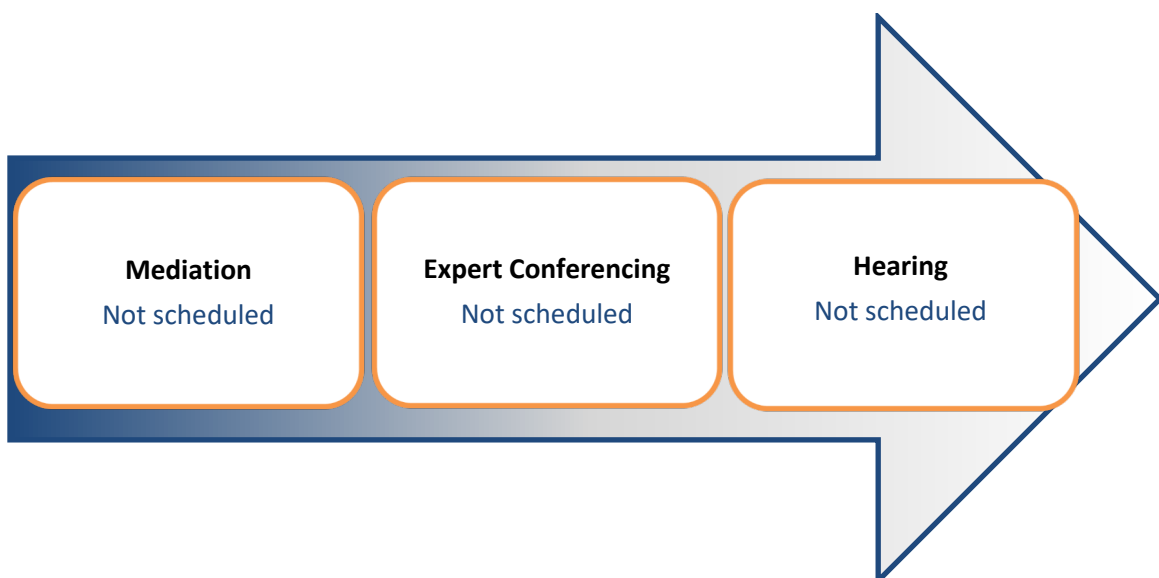 Mediation
Not scheduled
Expert Conferencing
Not scheduled
Hearing
Not scheduled